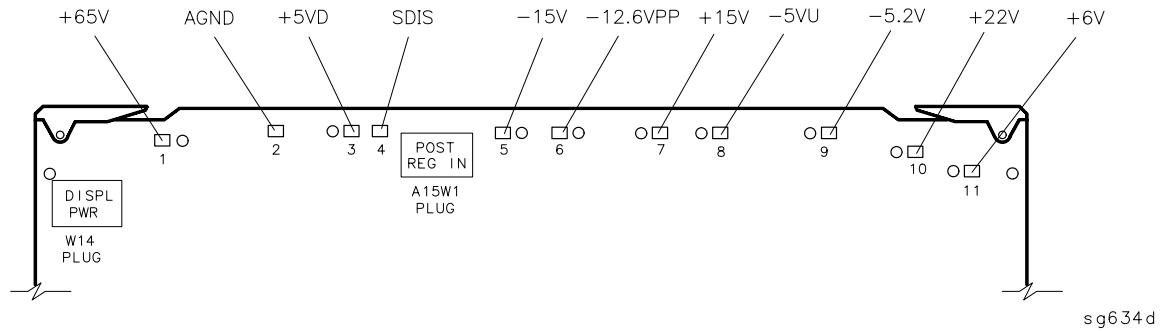 +65V AGND +5VD SDIS −15V −12.6VPP +15V −5VU −5.2V +22V +6V
1 2 3 4 5 6 7 8 9 10 11
POST
REG IN
A15W1
PLUG
DISPL
PWR
W14
PLUG
sg634d